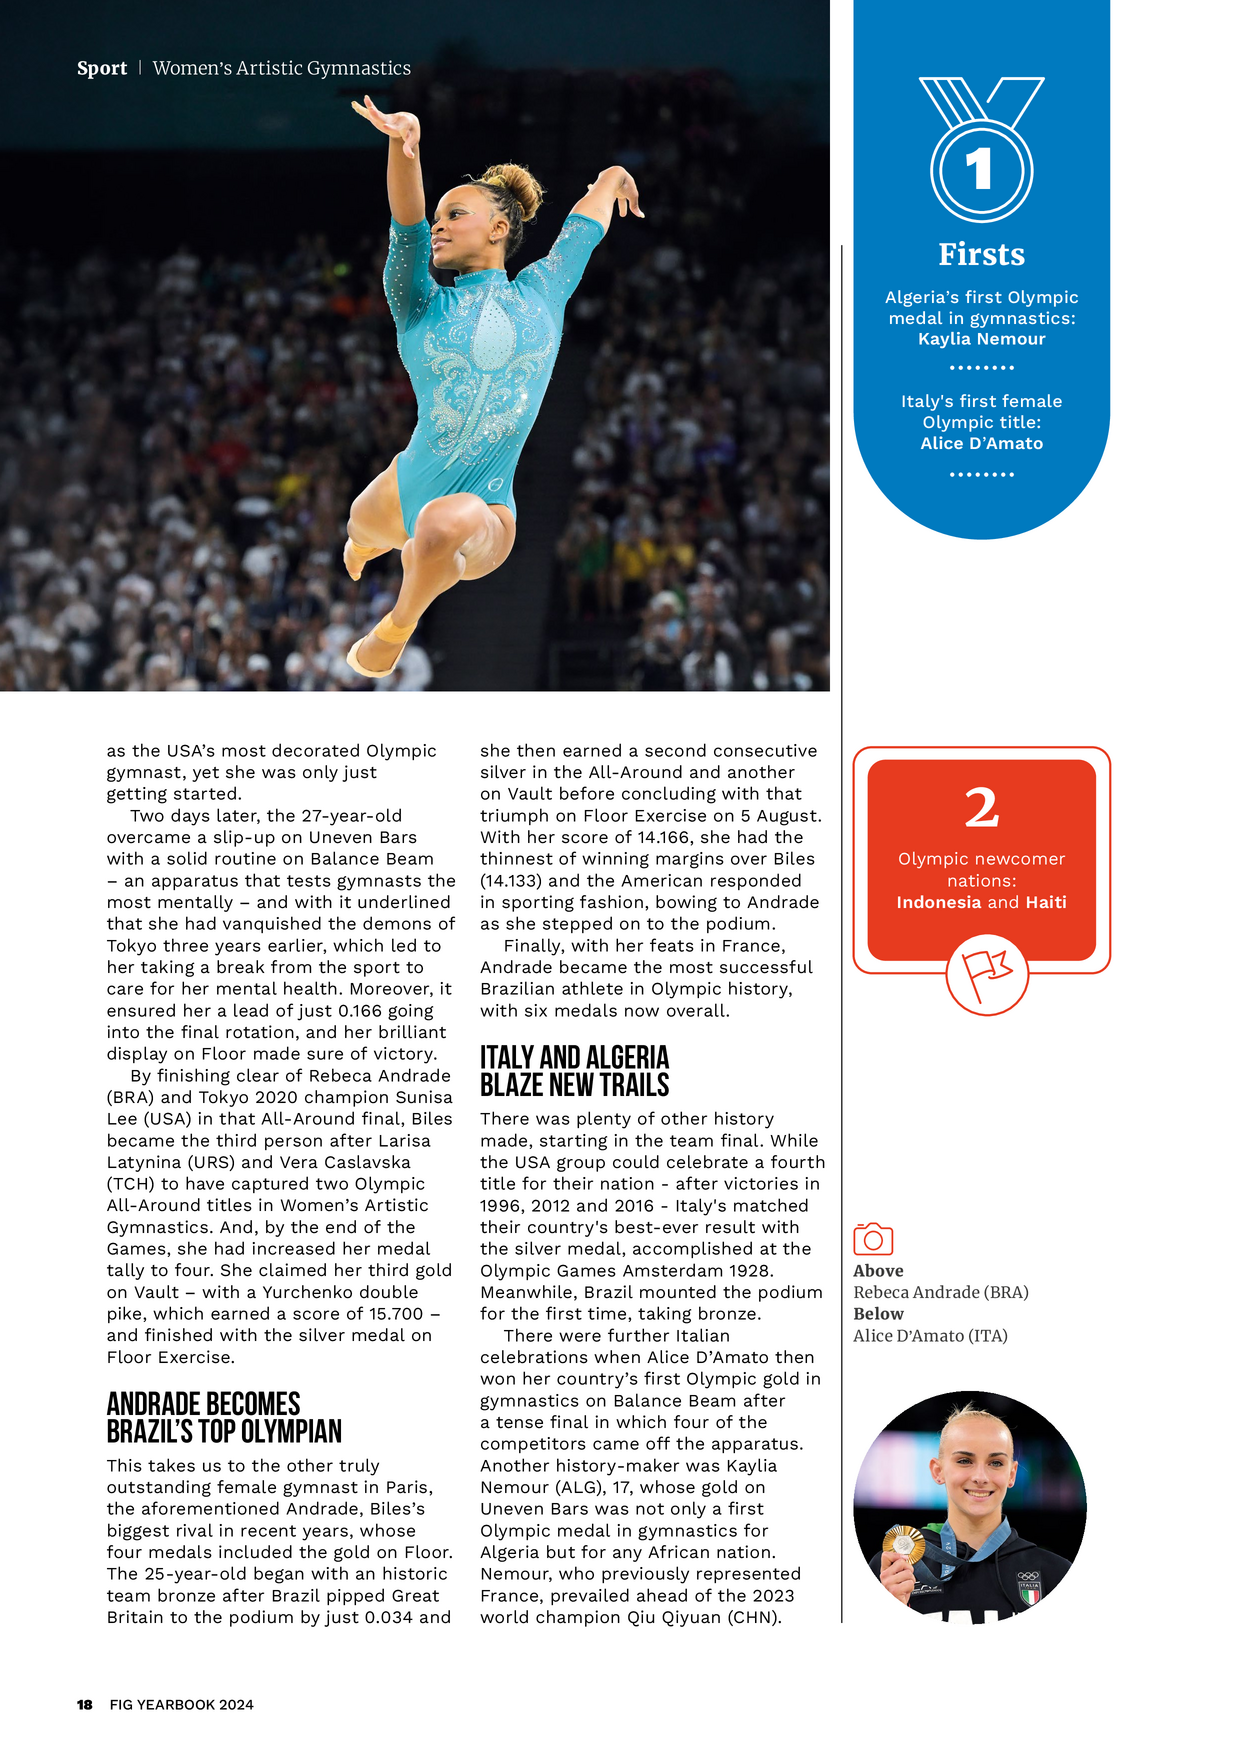 Sport | Women's Artistic Gymnastics
1
Firsts
Algeria's first Olympic
medal in gymnastics:
Kaylia Nemour
Italy's first female
Olympic title:
Alice D'Amato
as the USA's most decorated Olympic
gymnast, yet she was only just
getting started.
Two days later, the 27-year-old
overcame a slip-up on Uneven Bars
with a solid routine on Balance Beam
– an apparatus that tests gymnasts the
most mentally – and with it underlined
that she had vanquished the demons of
Tokyo three years earlier, which led to
her taking a break from the sport to
care for her mental health. Moreover, it
ensured her a lead of just 0.166 going
into the final rotation, and her brilliant
display on Floor made sure of victory.
By finishing clear of Rebeca Andrade
(BRA) and Tokyo 2020 champion Sunisa
Lee (USA) in that All-Around final, Biles
became the third person after Larisa
Latynina (URS) and Vera Caslavska
(TCH) to have captured two Olympic
All-Around titles in Women's Artistic
Gymnastics. And, by the end of the
Games, she had increased her medal
tally to four. She claimed her third gold
on Vault – with a Yurchenko double
pike, which earned a score of 15.700 –
and finished with the silver medal on
Floor Exercise.
ANDRADE BECOMES
BRAZIL'S TOP OLYMPIAN
This takes us to the other truly
outstanding female gymnast in Paris,
the aforementioned Andrade, Biles's
biggest rival in recent years, whose
four medals included the gold on Floor.
The 25-year-old began with an historic
team bronze after Brazil pipped Great
Britain to the podium by just 0.034 and
she then earned a second consecutive
silver in the All-Around and another
on Vault before concluding with that
triumph on Floor Exercise on 5 August.
With her score of 14.166, she had the
thinnest of winning margins over Biles
(14.133) and the American responded
in sporting fashion, bowing to Andrade
as she stepped on to the podium.
Finally, with her feats in France,
Andrade became the most successful
Brazilian athlete in Olympic history,
with six medals now overall.
ITALY AND ALGERIA
BLAZE NEW TRAILS
There was plenty of other history
made, starting in the team final. While
the USA group could celebrate a fourth
title for their nation - after victories in
1996, 2012 and 2016 - Italy's matched
their country's best-ever result with
the silver medal, accomplished at the
Olympic Games Amsterdam 1928.
Meanwhile, Brazil mounted the podium
for the first time, taking bronze.
There were further Italian
celebrations when Alice D'Amato then
won her country's first Olympic gold in
gymnastics on Balance Beam after
a tense final in which four of the
competitors came off the apparatus.
Another history-maker was Kaylia
Nemour (ALG), 17, whose gold on
Uneven Bars was not only a first
Olympic medal in gymnastics for
Algeria but for any African nation.
Nemour, who previously represented
France, prevailed ahead of the 2023
world champion Qiu Qiyuan (CHN).
2
Olympic newcomer
nations:
Indonesia and Haiti
Above
Rebeca Andrade (BRA)
Below
Alice D'Amato (ITA)
ITALIA
18 FIG YEARBOOK 2024